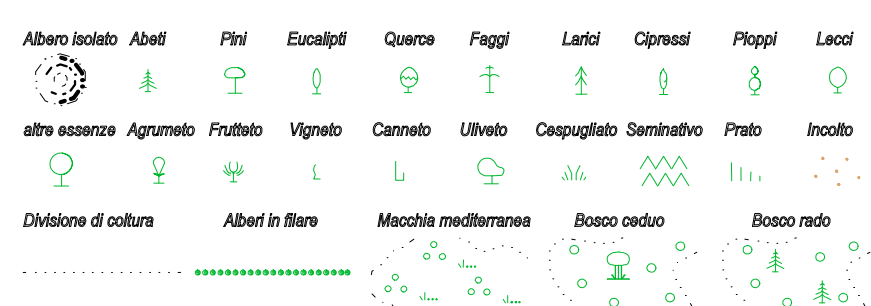 Albero isolato Abeti Pini Eucalipti Querce Faggi Larici Cipressi Pioppi Lecci
altre essenze Agrumeto Frutteto Vigneto Canneto Uliveto Cespugliato Seminativo Prato Incolto
Divisione di coltura Alberi in filare Macchia mediterranea Bosco ceduo Bosco rado